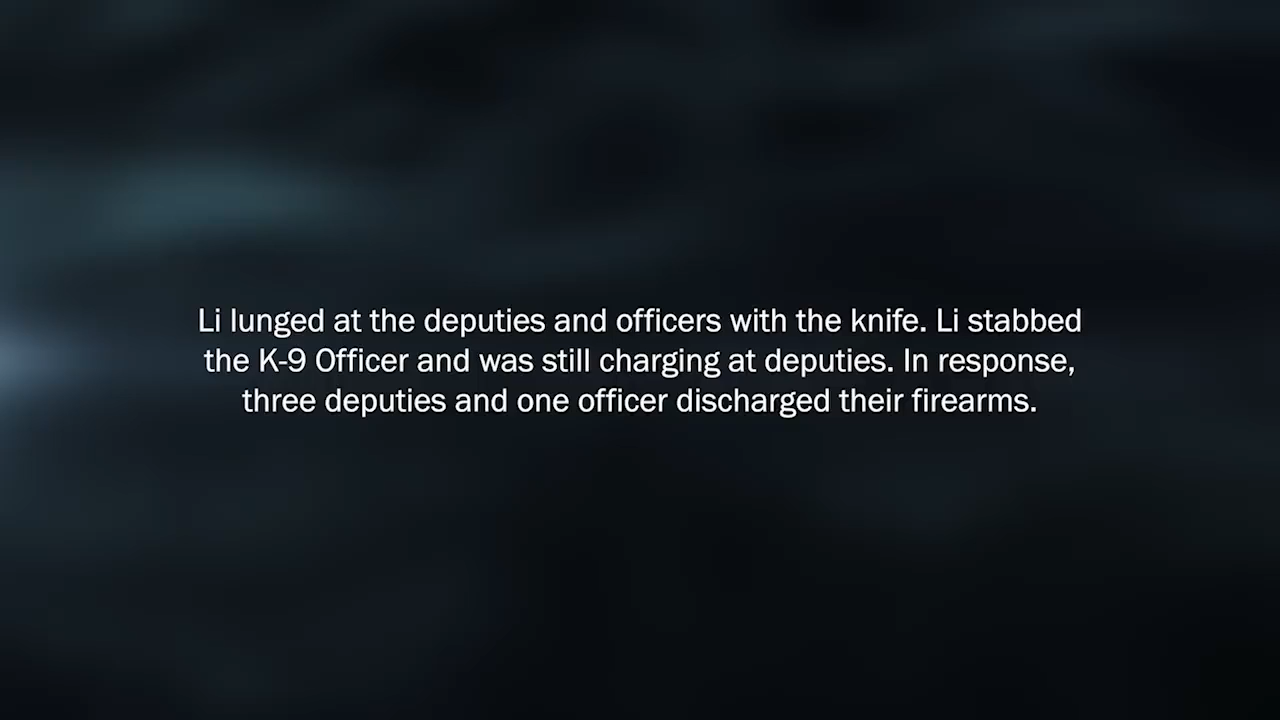 Li lunged at the deputies and officers with the knife. Li stabbed
the K-9 Officer and was still charging at deputies. In response,
three deputies and one officer discharged their firearms.